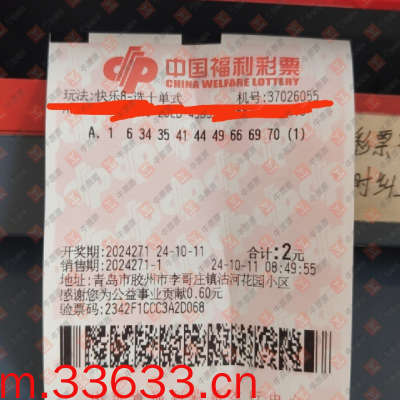 中国福利彩票
CHINA WELFARE LOTTERY
玩法:快乐8-选十单式 机号:37026055
A. 1 6 34 35 41 44 49 66 69 70 (1)
开奖期:2024271 24-10-11 合计:2元
销售期:2024271-1 24-10-11 08:49:55
地址:青岛市胶州市李哥庄镇沽河花园小区
感谢您为公益事业贡献0.60元
验票码:2342F1CCC3A2D068
彩票
时纠
m.33633.cn